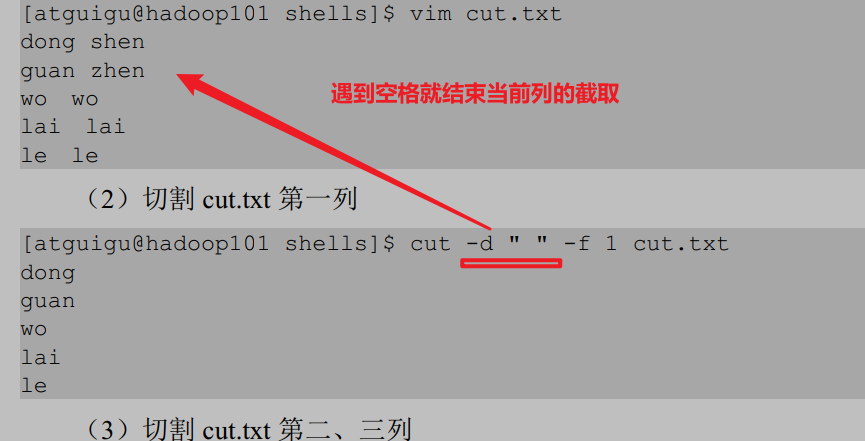 [atguigu@hadoop101 shells]$ vim cut.txt
dong shen
guan zhen
wo  wo
lai  lai
le  le
遇到空格就结束当前列的截取
（2）切割 cut.txt 第一列
[atguigu@hadoop101 shells]$ cut -d " " -f 1 cut.txt
dong
guan
wo
lai
le
（3）切割 cut.txt 第二、三列